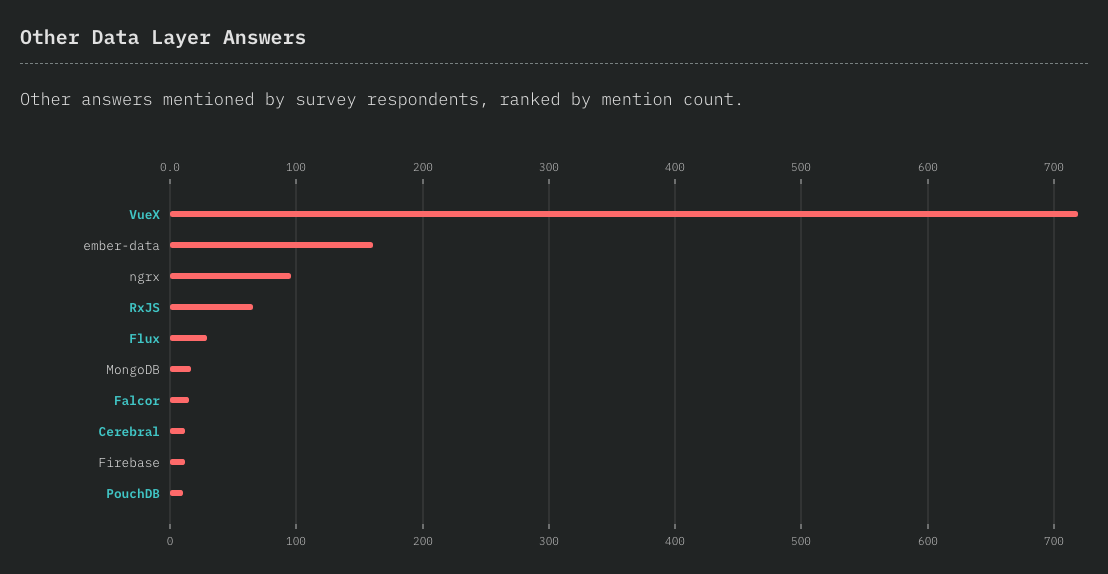 Other Data Layer Answers
Other answers mentioned by survey respondents, ranked by mention count.
0.0 100 200 300 400 500 600 700
VueX
ember-data
ngrx
RxJS
Flux
MongoDB
Falcor
Cerebral
Firebase
PouchDB
0 100 200 300 400 500 600 700